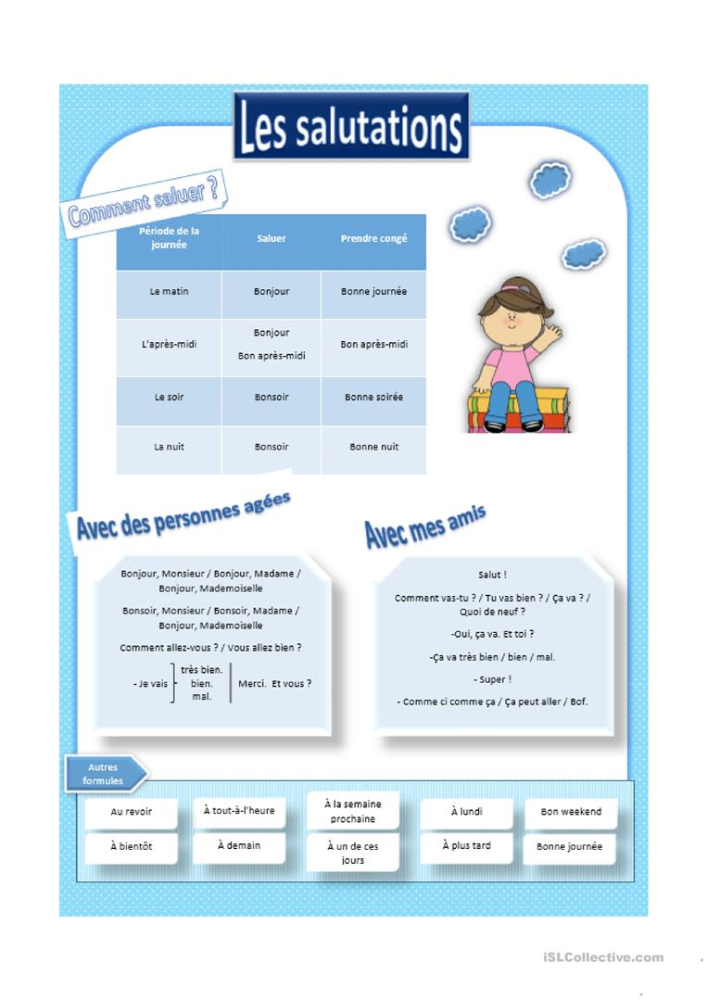 Les salutations
Comment saluer ?
Période de la
journée
Saluer
Prendre congé
Le matin
Bonjour
Bonne journée
L'après-midi
Bonjour
Bon après-midi
Bon après-midi
Le soir
Bonsoir
Bonne soirée
La nuit
Bonsoir
Bonne nuit
Avec des personnes agées
Bonjour, Monsieur / Bonjour, Madame /
Bonjour, Mademoiselle
Bonsoir, Monsieur / Bonsoir, Madame /
Bonjour, Mademoiselle
Comment allez-vous ? / Vous allez bien ?
très bien.
- Je vais bien. Merci. Et vous ?
mal.
Avec mes amis
Salut !
Comment vas-tu ? / Tu vas bien ? / Ça va ? /
Quoi de neuf ?
-Oui, ça va. Et toi ?
-Ça va très bien / bien / mal.
- Super !
- Comme ci comme ça / Ça peut aller / Bof.
Autres
formules
Au revoir
À tout-à-l'heure
À la semaine
prochaine
À lundi
Bon weekend
À bientôt
À demain
À un de ces
jours
À plus tard
Bonne journée
iSLCollective.com